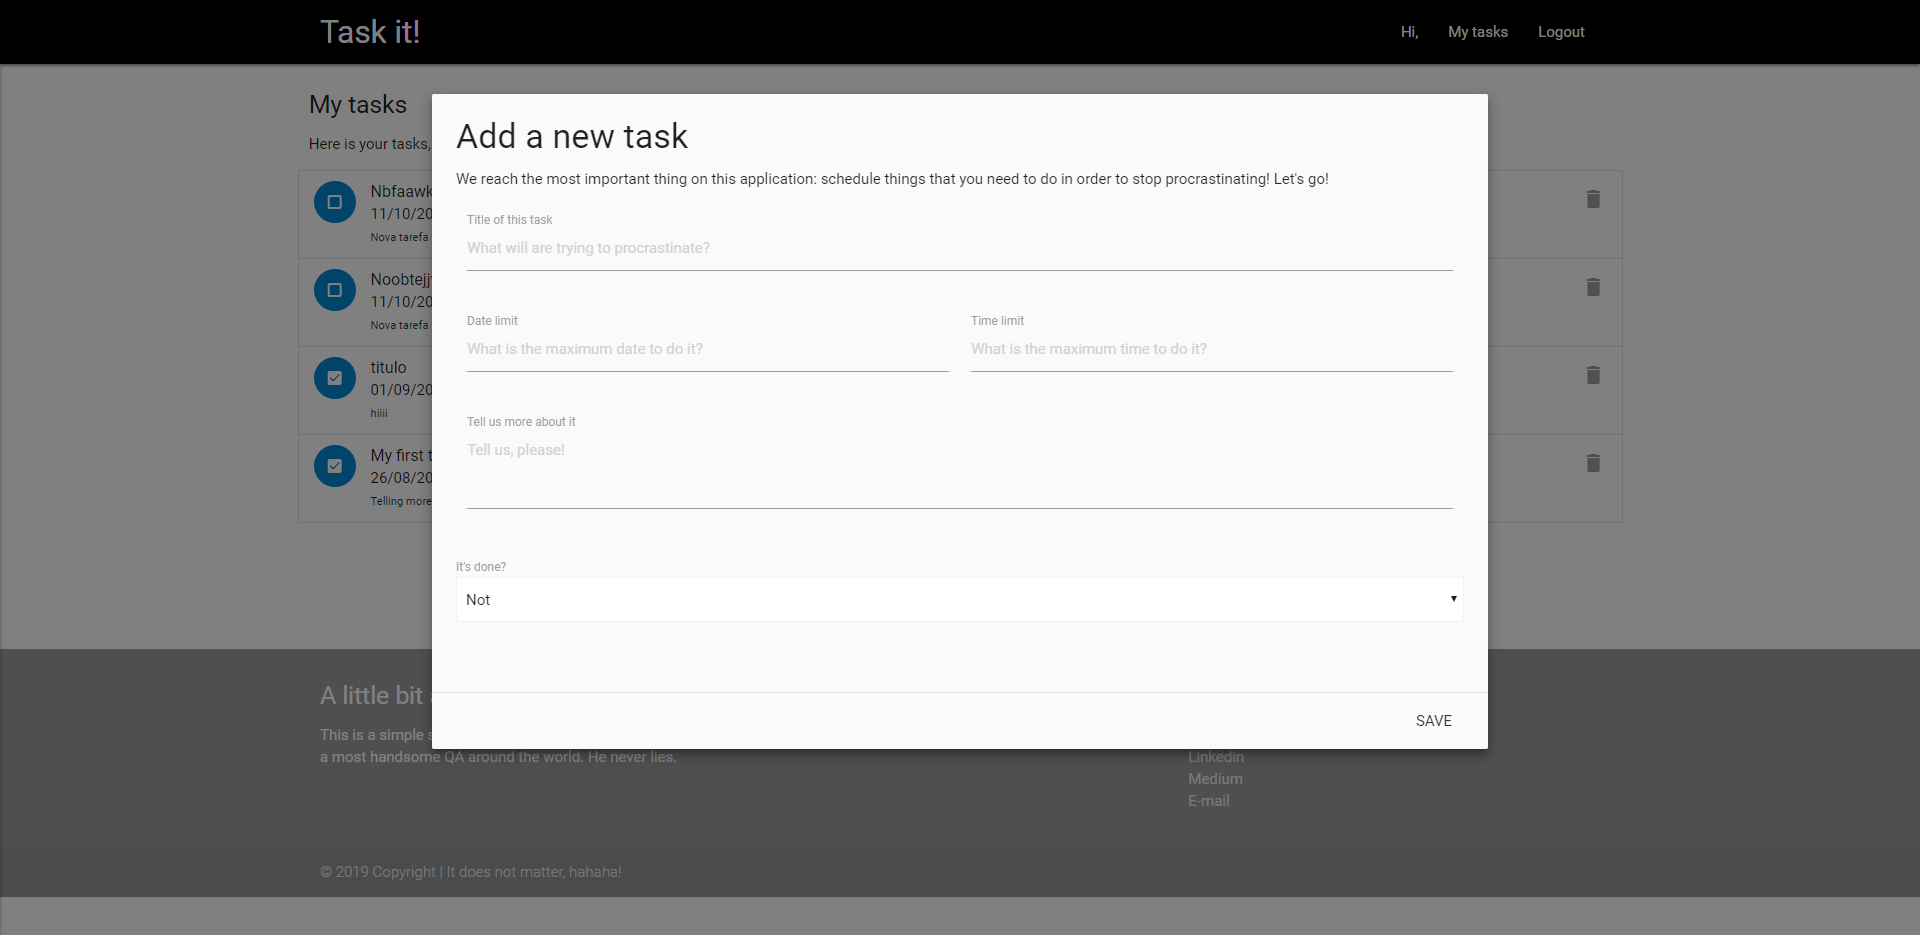 Task it!
Hi,
My tasks
Logout
My tasks
Here is your tasks,
Add a new task
We reach the most important thing on this application: schedule things that you need to do in order to stop procrastinating! Let's go!
Title of this task
What will are trying to procrastinate?
Date limit
Time limit
What is the maximum date to do it?
What is the maximum time to do it?
Tell us more about it
Tell us, please!
It's done?
Not
SAVE
Nbfaawk
11/10/20
Nova tarefa
11/10/20
Nova tarefa
titulo
01/09/20
hiiii
My first t
26/08/20
Telling more
A little bit
This is a simple s
a most handsome QA around the world. He never lies.
Linkedin
Medium
E-mail
© 2019 Copyright | It does not matter, hahaha!